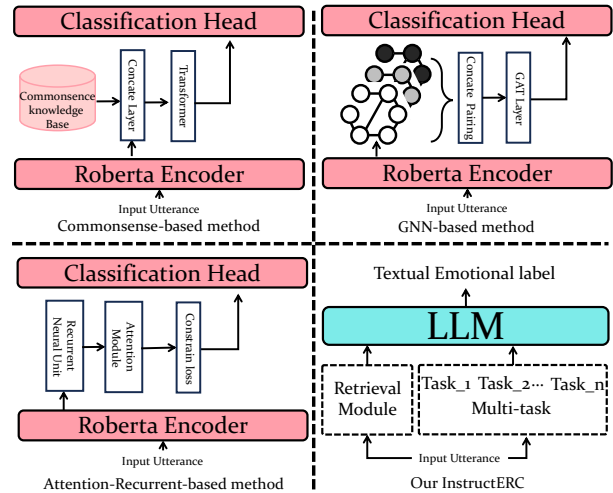 Classification Head
Commonsence
knowledge
Base
Concate Layer
Transformer
Roberta Encoder
Input Utterance
Commonsense-based method
Classification Head
Concate Pairing
GAT Layer
Roberta Encoder
Input Utterance
GNN-based method
Classification Head
Recurrent
Neural Unit
Attention
Module
Constrain loss
Roberta Encoder
Input Utterance
Attention-Recurrent-based method
Textual Emotional label
LLM
Retrieval
Module
Task_1 Task_2··· Task_n
Multi-task
Input Utterance
Our InstructERC